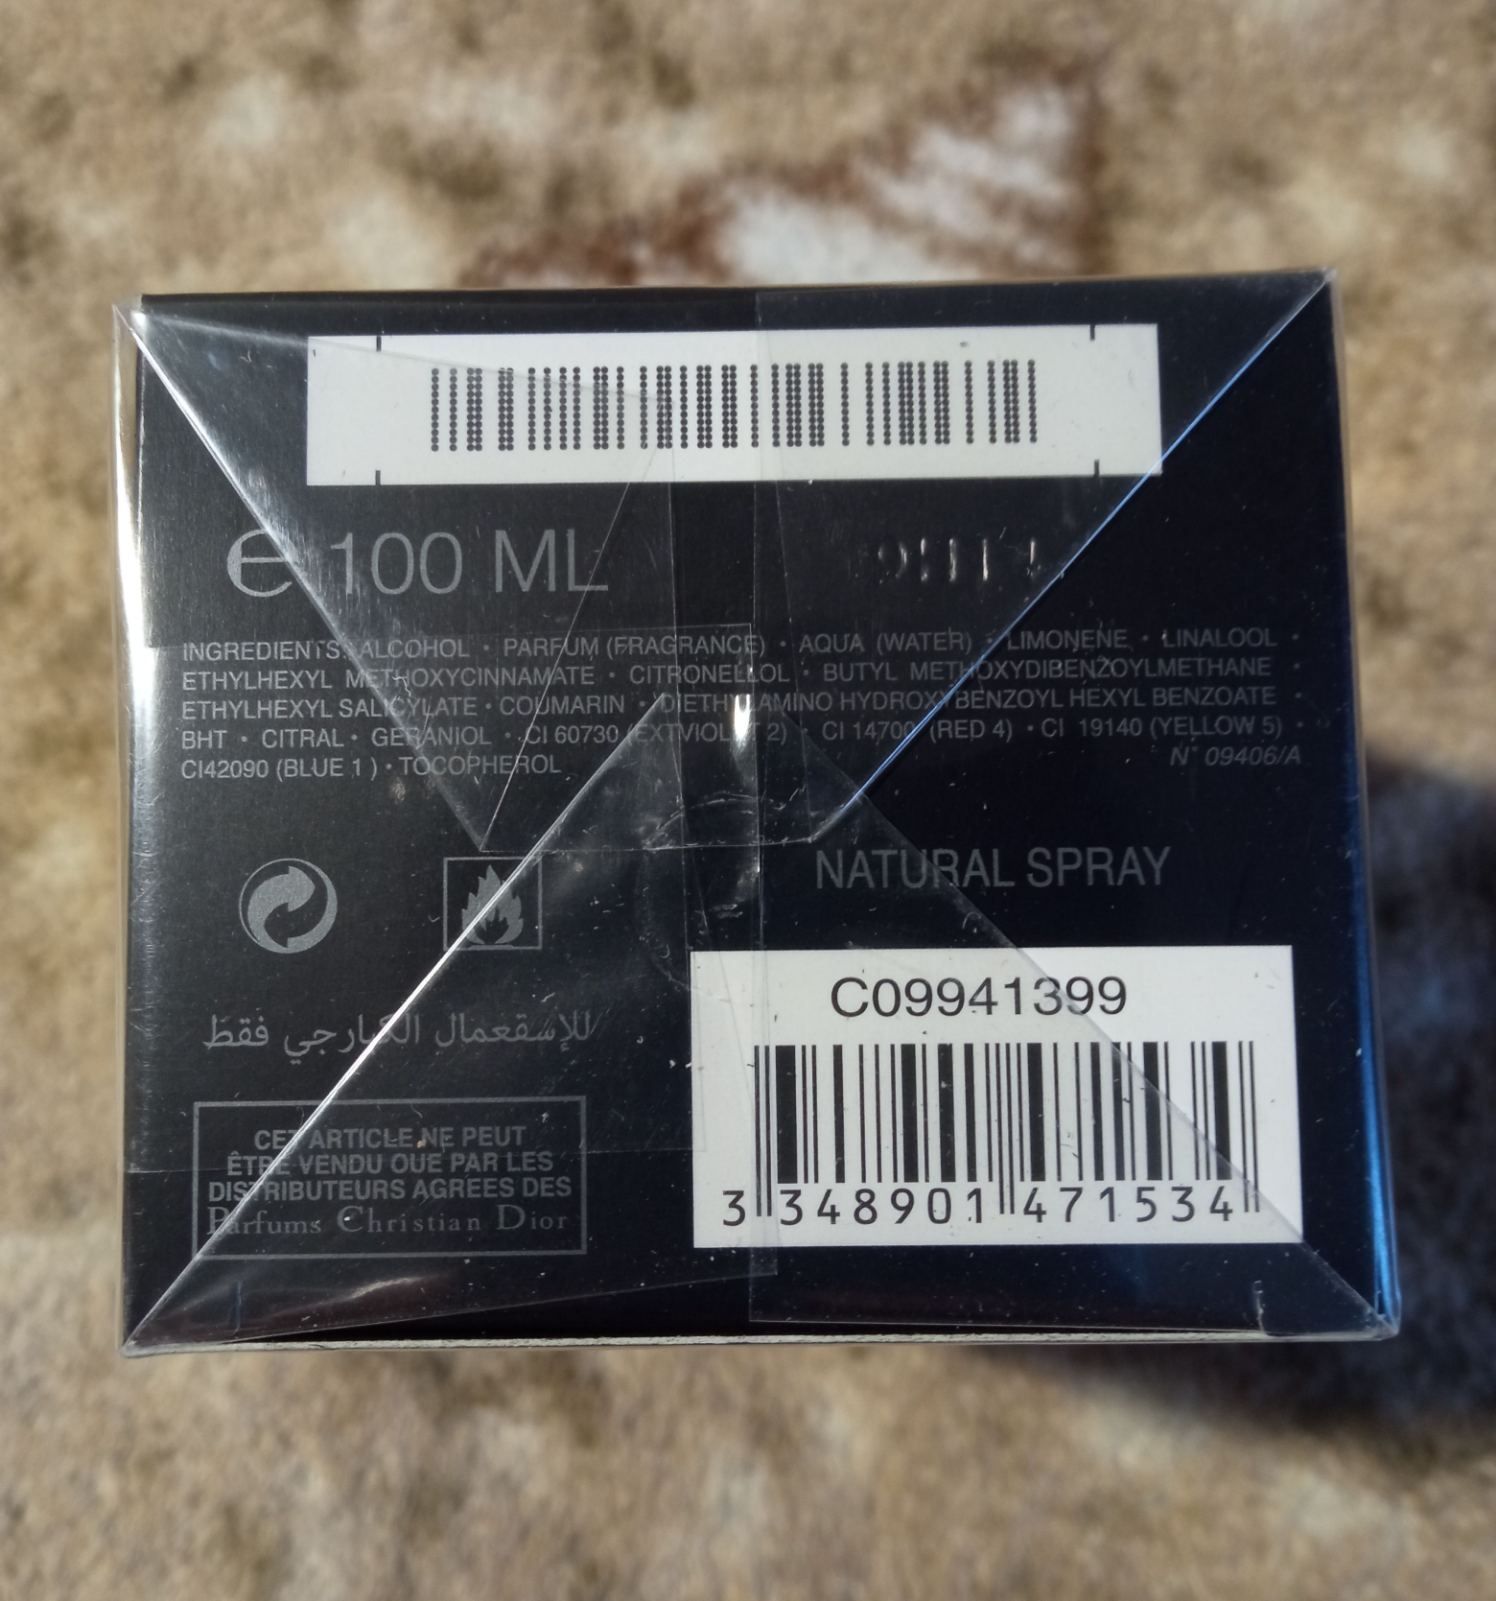 e 100 ML
INGREDIENTS: ALCOHOL • PARFUM (FRAGRANCE) • AQUA (WATER) • LIMONENE • LINALOOL •
ETHYLHEXYL METHOXYCINNAMATE • CITRONELLOL • BUTYL METHOXYDIBENZOYLMETHANE •
ETHYLHEXYL SALICYLATE • COUMARIN • DIETHYLAMINO HYDROXYBENZOYL HEXYL BENZOATE •
BHT • CITRAL • GERANIOL • CI 60730 (EXTVIOLET 2) • CI 14700 (RED 4) • CI 19140 (YELLOW 5) •
CI42090 (BLUE 1 ) • TOCOPHEROL
N° 09406/A
NATURAL SPRAY
C09941399
3 348901 471534
للإسقعمال الخارجي فقط
CET ARTICLE NE PEUT
ÊTRE VENDU QUE PAR LES
DISTRIBUTEURS AGREES DES
Parfums Christian Dior